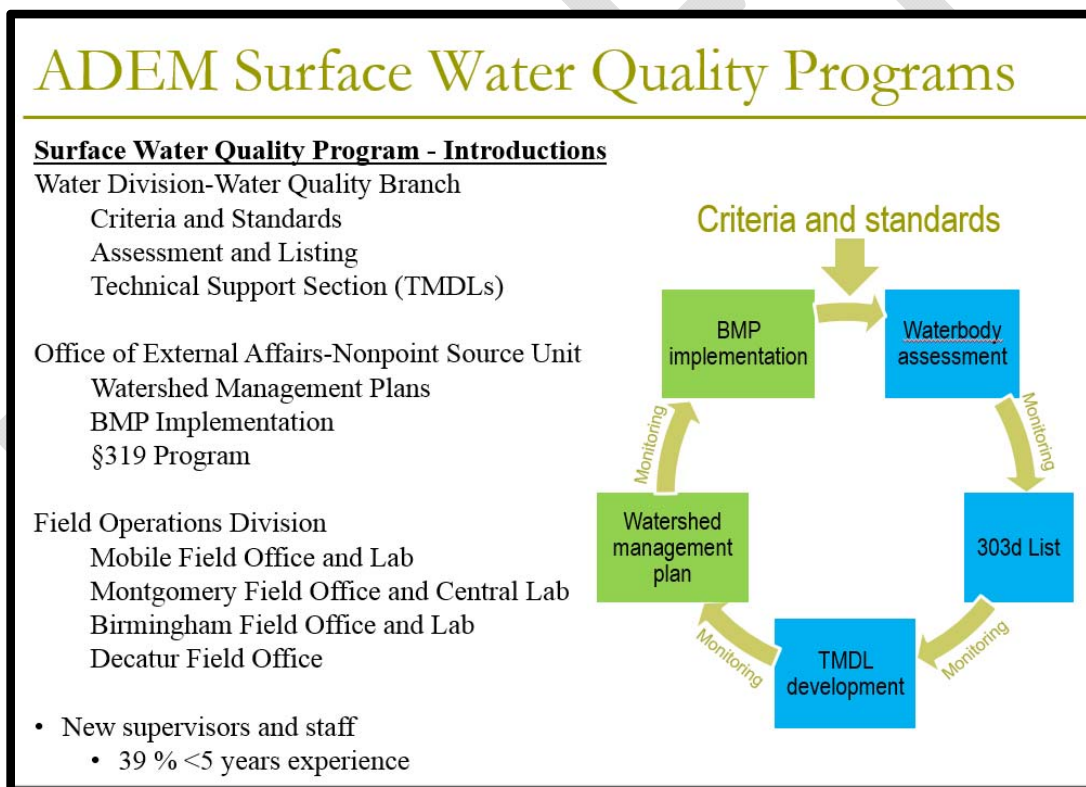 ADEM Surface Water Quality Programs
Surface Water Quality Program - Introductions
Water Division-Water Quality Branch
Criteria and Standards
Assessment and Listing
Technical Support Section (TMDLs)
Office of External Affairs-Nonpoint Source Unit
Watershed Management Plans
BMP Implementation
§319 Program
Field Operations Division
Mobile Field Office and Lab
Montgomery Field Office and Central Lab
Birmingham Field Office and Lab
Decatur Field Office
• New supervisors and staff
• 39 % <5 years experience
Criteria and standards
BMP
implementation
Waterbody
assessment
Monitoring
303d List
Monitoring
TMDL
development
Monitoring
Watershed
management
plan
Monitoring